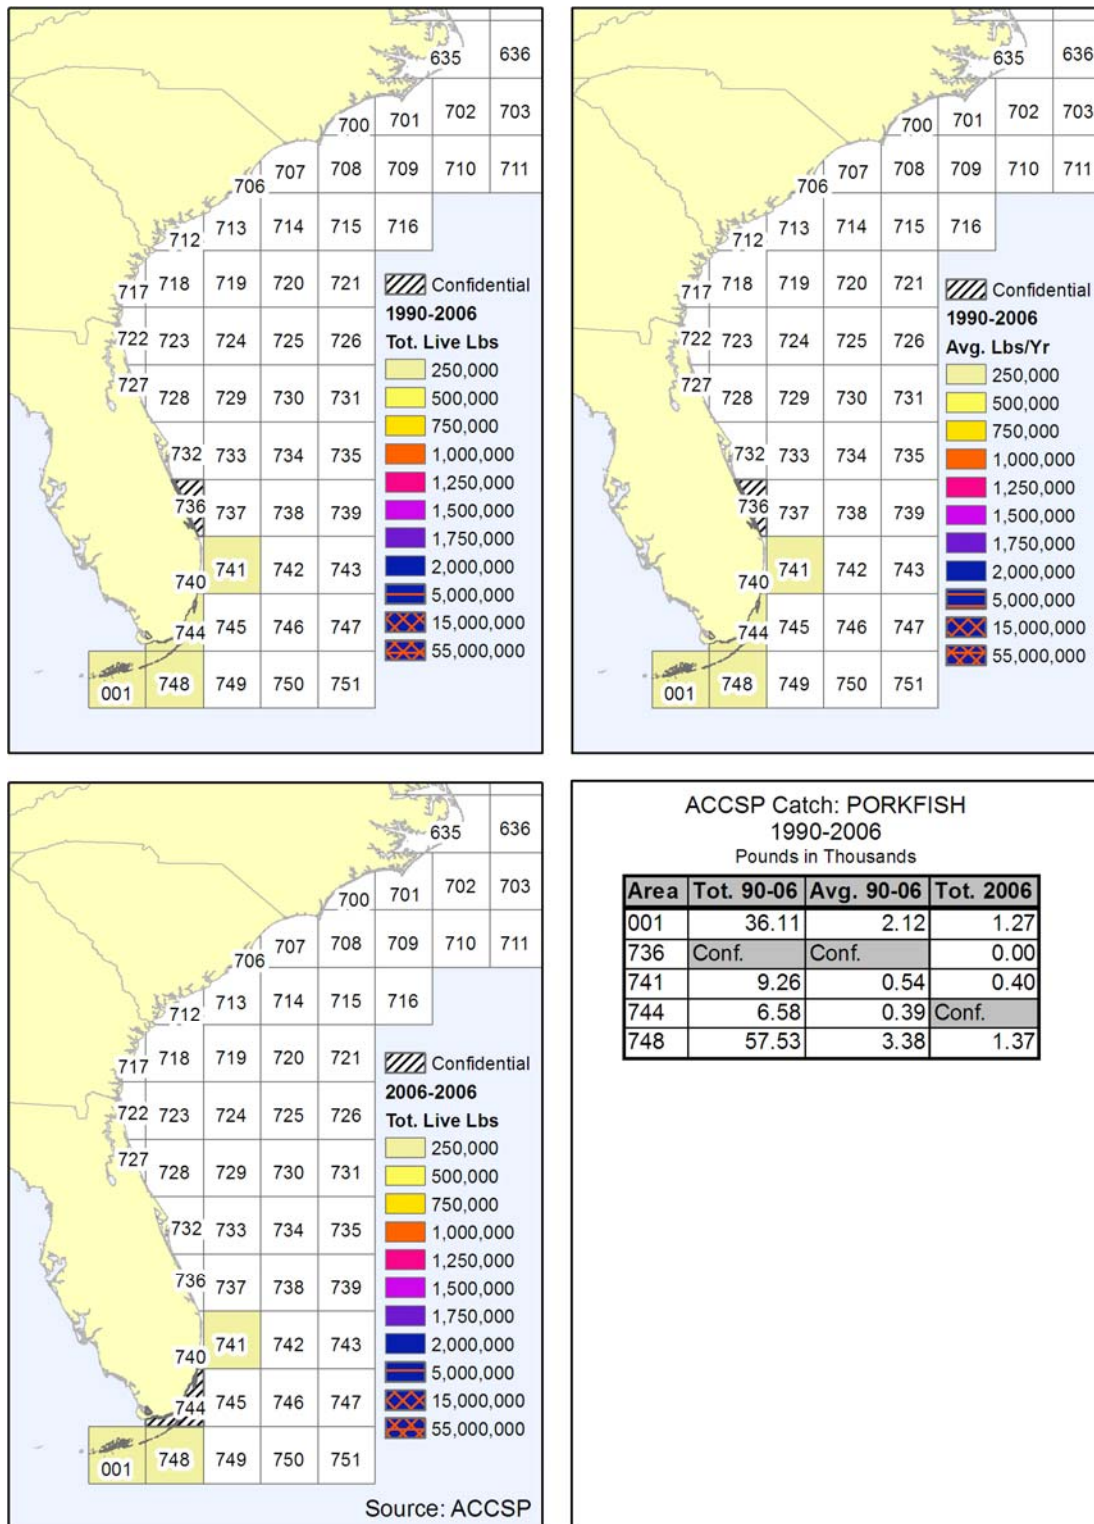 635 636
700 701 702 703
706 707 708 709 710 711
712 713 714 715 716
717 718 719 720 721
722 723 724 725 726
727 728 729 730 731
732 733 734 735
736 737 738 739
740 741 742 743
744 745 746 747
001 748 749 750 751
Confidential
1990-2006
Tot. Live Lbs
250,000
500,000
750,000
1,000,000
1,250,000
1,500,000
1,750,000
2,000,000
5,000,000
15,000,000
55,000,000
635 636
700 701 702 703
706 707 708 709 710 711
712 713 714 715 716
717 718 719 720 721
722 723 724 725 726
727 728 729 730 731
732 733 734 735
736 737 738 739
740 741 742 743
744 745 746 747
001 748 749 750 751
Confidential
1990-2006
Avg. Lbs/Yr
250,000
500,000
750,000
1,000,000
1,250,000
1,500,000
1,750,000
2,000,000
5,000,000
15,000,000
55,000,000
635 636
700 701 702 703
706 707 708 709 710 711
712 713 714 715 716
717 718 719 720 721
722 723 724 725 726
727 728 729 730 731
732 733 734 735
736 737 738 739
740 741 742 743
744 745 746 747
001 748 749 750 751
Confidential
2006-2006
Tot. Live Lbs
250,000
500,000
750,000
1,000,000
1,250,000
1,500,000
1,750,000
2,000,000
5,000,000
15,000,000
55,000,000
Source: ACCSP
ACCSP Catch: PORKFISH
1990-2006
Pounds in Thousands
Area Tot. 90-06 Avg. 90-06 Tot. 2006
001 36.11 2.12 1.27
736 Conf. Conf. 0.00
741 9.26 0.54 0.40
744 6.58 0.39 Conf.
748 57.53 3.38 1.37